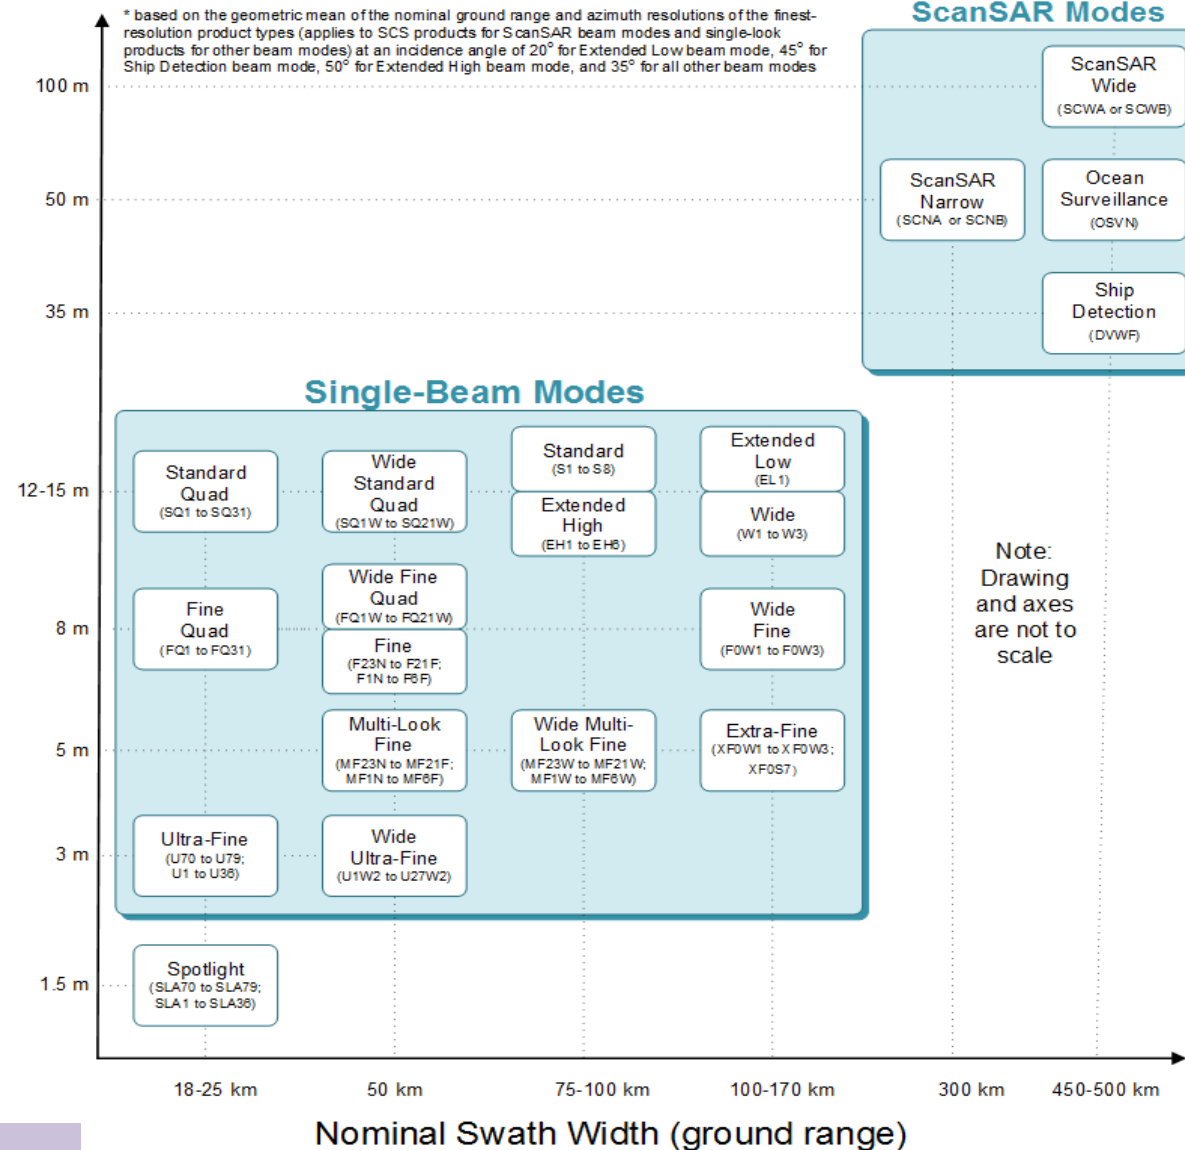 * based on the geometric mean of the nominal ground range and azimuth resolutions of the finest-
resolution product types (applies to SCS products for ScanSAR beam modes and single-look
products for other beam modes) at an incidence angle of 20° for Extended Low beam mode, 45° for
Ship Detection beam mode, 50° for Extended High beam mode, and 35° for all other beam modes
ScanSAR Modes
100 m
ScanSAR
Wide
(SCWA or SCWB)
50 m
ScanSAR
Narrow
(SCNA or SCNB)
Ocean
Surveillance
(OSVN)
35 m
Ship
Detection
(DVWF)
Single-Beam Modes
12-15 m
Standard
Quad
(SQ1 to SQ31)
Wide
Standard
Quad
(SQ1W to SQ21W)
Standard
(S1 to S8)
Extended
High
(EH1 to EH6)
Extended
Low
(EL1)
Wide
(W1 to W3)
Note:
Drawing
and axes
are not to
scale
8 m
Fine
Quad
(FQ1 to FQ31)
Wide Fine
Quad
(FQ1W to FQ21W)
Fine
(F23N to F21F;
F1N to F6F)
Wide
Fine
(F0W1 to F0W3)
5 m
Multi-Look
Fine
(MF23N to MF21F;
MF1N to MF6F)
Wide Multi-
Look Fine
(MF23W to MF21W;
MF1W to MF6W)
Extra-Fine
(XF0W1 to XF0W3;
XF0S7)
3 m
Ultra-Fine
(U70 to U79;
U1 to U36)
Wide
Ultra-Fine
(U1W2 to U27W2)
1.5 m
Spotlight
(SLA70 to SLA79;
SLA1 to SLA36)
18-25 km
50 km
75-100 km
100-170 km
300 km
450-500 km
Nominal Swath Width (ground range)